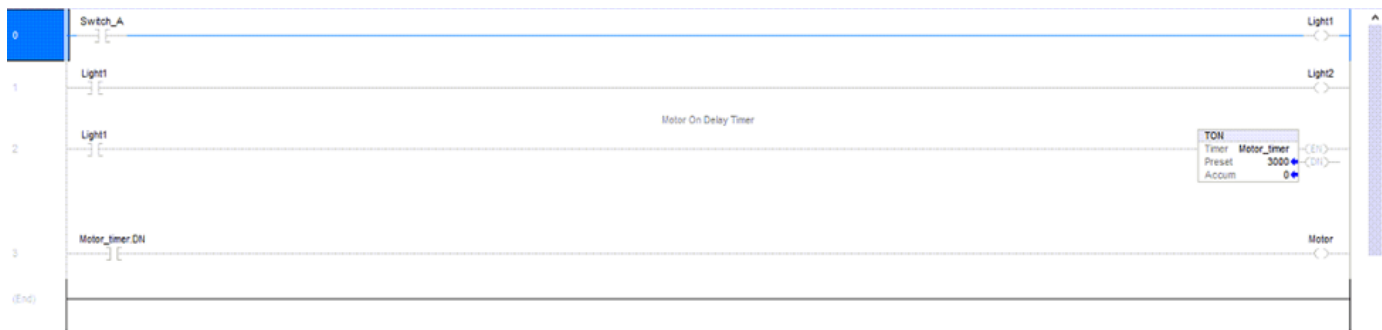 Switch_A Light1
0
Light1 Light2
1
Motor On Delay Timer
Light1 TON
2 Timer Motor_timer EN
Preset 3000 DN
Accum 0
Motor_timer.DN Motor
3
(End)